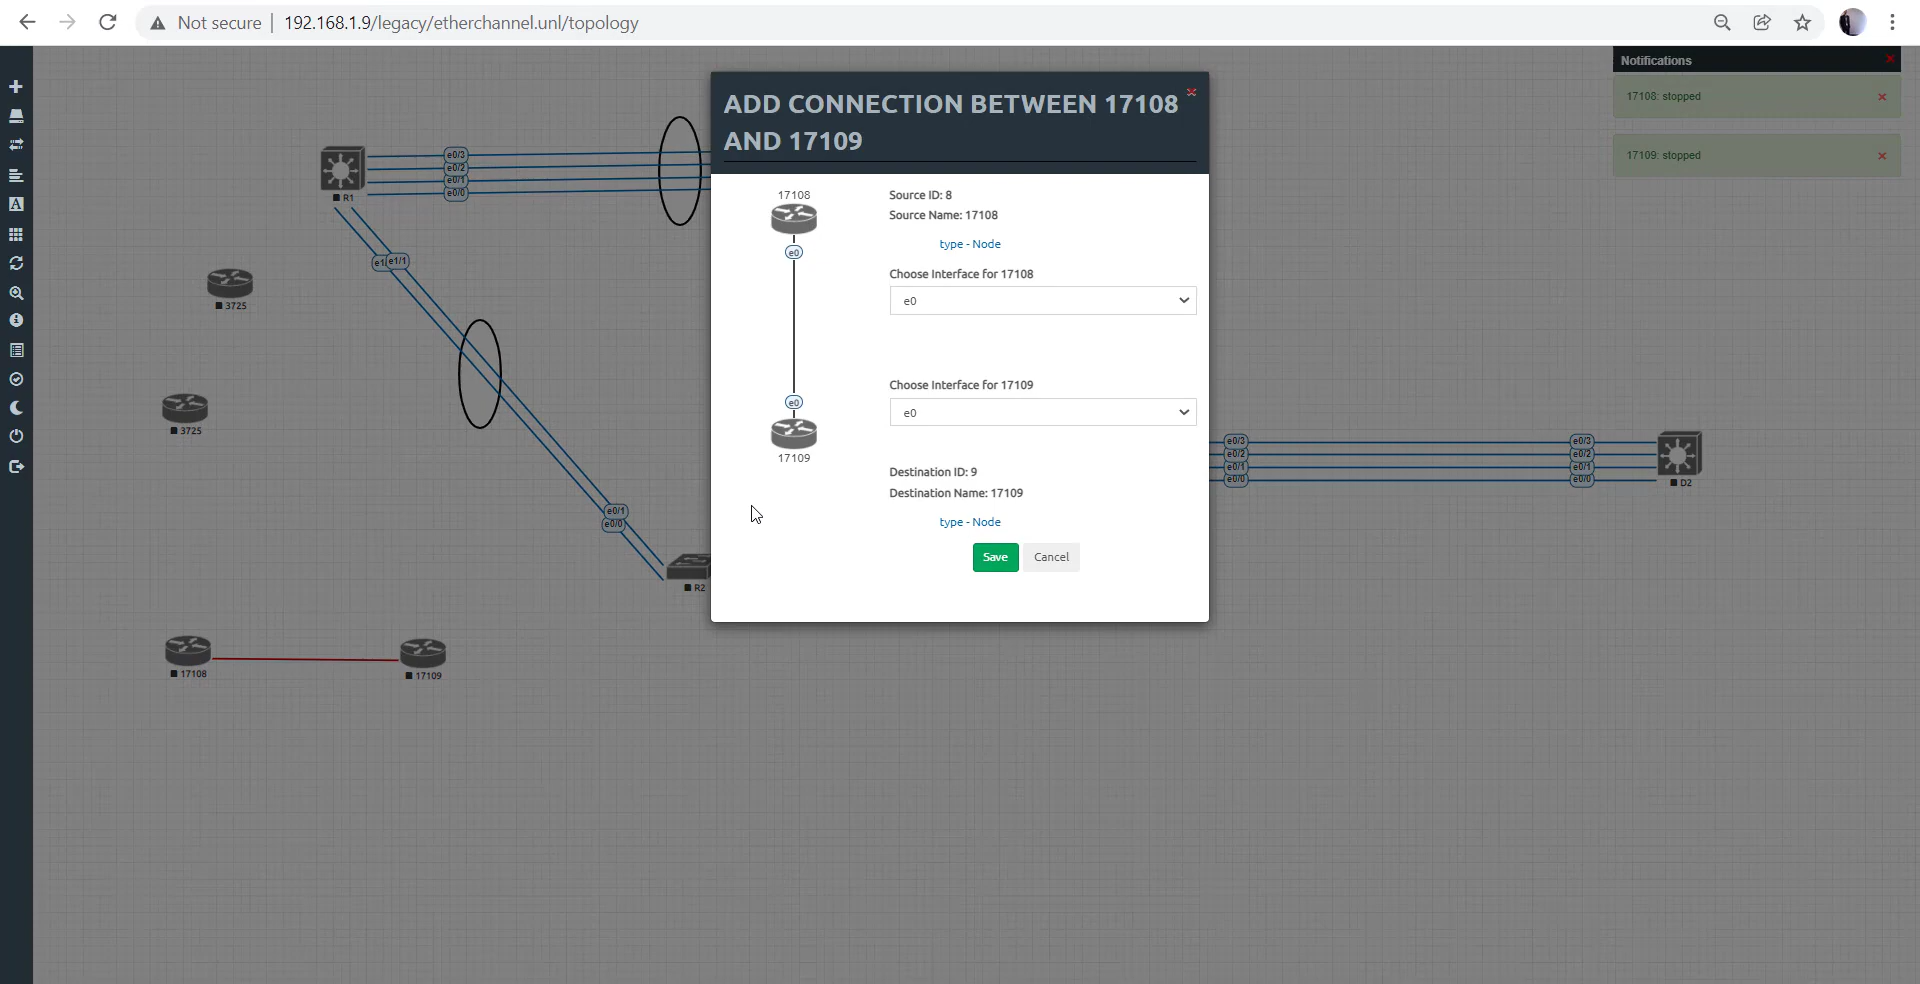 Not secure
192.168.1.9/legacy/etherchannel.unl/topology
Notifications
17108: stopped
17109: stopped
ADD CONNECTION BETWEEN 17108
AND 17109
17108
e0
e0
17109
Source ID: 8
Source Name: 17108
type - Node
Choose Interface for 17108
e0
Choose Interface for 17109
e0
Destination ID: 9
Destination Name: 17109
type - Node
Save
Cancel
e0/3
e0/2
e0/1
e0/0
R1
e1/1
3725
3725
e0/1
e0/0
R2
17108
17109
e0/3
e0/2
e0/1
e0/0
e0/3
e0/2
e0/1
e0/0
D2